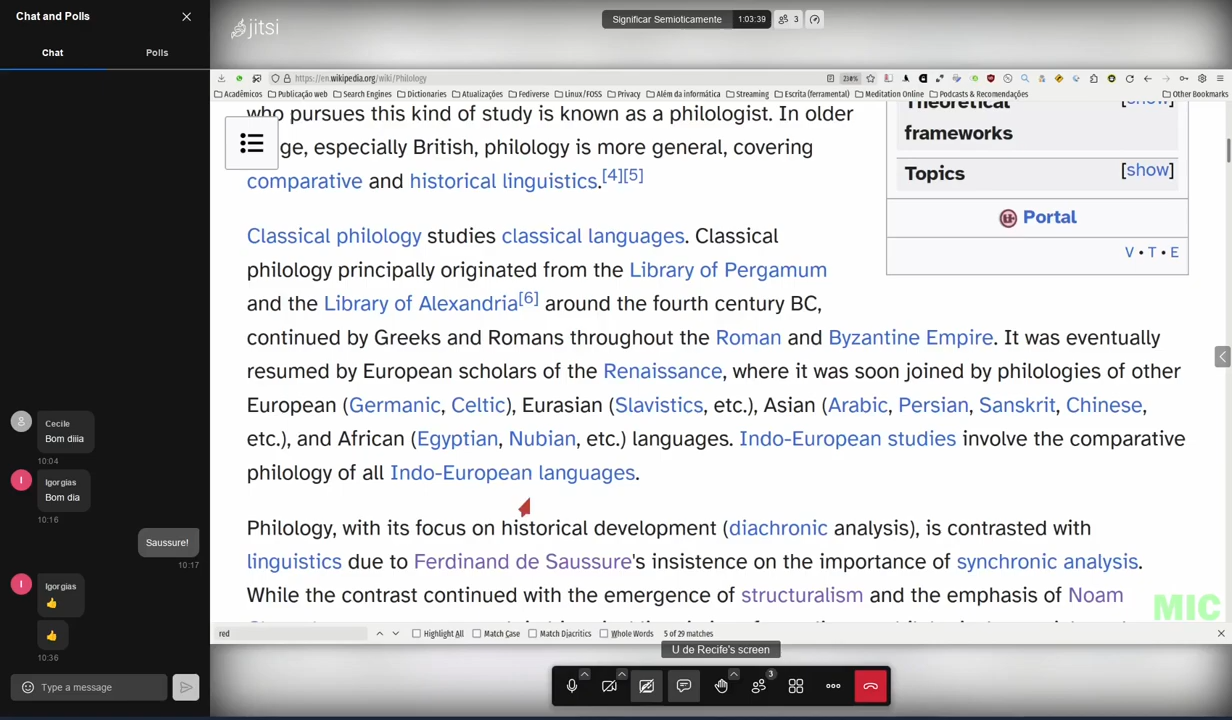 Chat and Polls
Chat
Polls
Cecile
Bom diiia
10:04
Igorgias
Bom dia
10:16
Saussure!
10:17
Igorgias
10:36
Type a message
jitsi
Significar Semioticamente
1:03:39
3
https://en.wikipedia.org/wiki/Philology
230%
Acadêmicos
Publicação web
Search Engines
Dictionaries
Atualizações
Fediverse
Linux/FOSS
Privacy
Além da informática
Streaming
Escrita (ferramental)
Meditation Online
Podcasts & Recomendações
Other Bookmarks
who pursues this kind of study is known as a philologist. In older
ge, especially British, philology is more general, covering
comparative and historical linguistics.[4][5]
Classical philology studies classical languages. Classical
philology principally originated from the Library of Pergamum
and the Library of Alexandria[6] around the fourth century BC,
continued by Greeks and Romans throughout the Roman and Byzantine Empire. It was eventually
resumed by European scholars of the Renaissance, where it was soon joined by philologies of other
European (Germanic, Celtic), Eurasian (Slavistics, etc.), Asian (Arabic, Persian, Sanskrit, Chinese,
etc.), and African (Egyptian, Nubian, etc.) languages. Indo-European studies involve the comparative
philology of all Indo-European languages.
Philology, with its focus on historical development (diachronic analysis), is contrasted with
linguistics due to Ferdinand de Saussure's insistence on the importance of synchronic analysis.
While the contrast continued with the emergence of structuralism and the emphasis of Noam
Theoretical [show]
frameworks
Topics [show]
Portal
V • T • E
MIC
red
Highlight All
Match Case
Match Diacritics
Whole Words
5 of 29 matches
U de Recife's screen
3